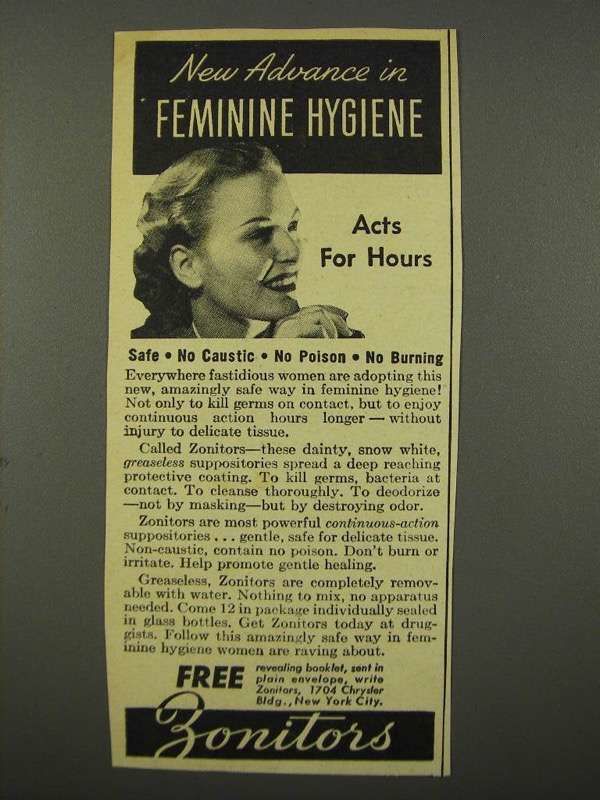 New Advance in
FEMININE HYGIENE
Acts
For Hours
Safe • No Caustic • No Poison • No Burning
Everywhere fastidious women are adopting this
new, amazingly safe way in feminine hygiene!
Not only to kill germs on contact, but to enjoy
continuous action hours longer — without
injury to delicate tissue.
Called Zonitors—these dainty, snow white,
greaseless suppositories spread a deep reaching
protective coating. To kill germs, bacteria at
contact. To cleanse thoroughly. To deodorize
—not by masking—but by destroying odor.
Zonitors are most powerful continuous-action
suppositories . . . gentle, safe for delicate tissue.
Non-caustic, contain no poison. Don't burn or
irritate. Help promote gentle healing.
Greaseless, Zonitors are completely remov-
able with water. Nothing to mix, no apparatus
needed. Come 12 in package individually sealed
in glass bottles. Get Zonitors today at drug-
gists. Follow this amazingly safe way in fem-
inine hygiene women are raving about.
FREE revealing booklet, sent in
plain envelope, write
Zonitors, 1704 Chrysler
Bldg., New York City.
Zonitors